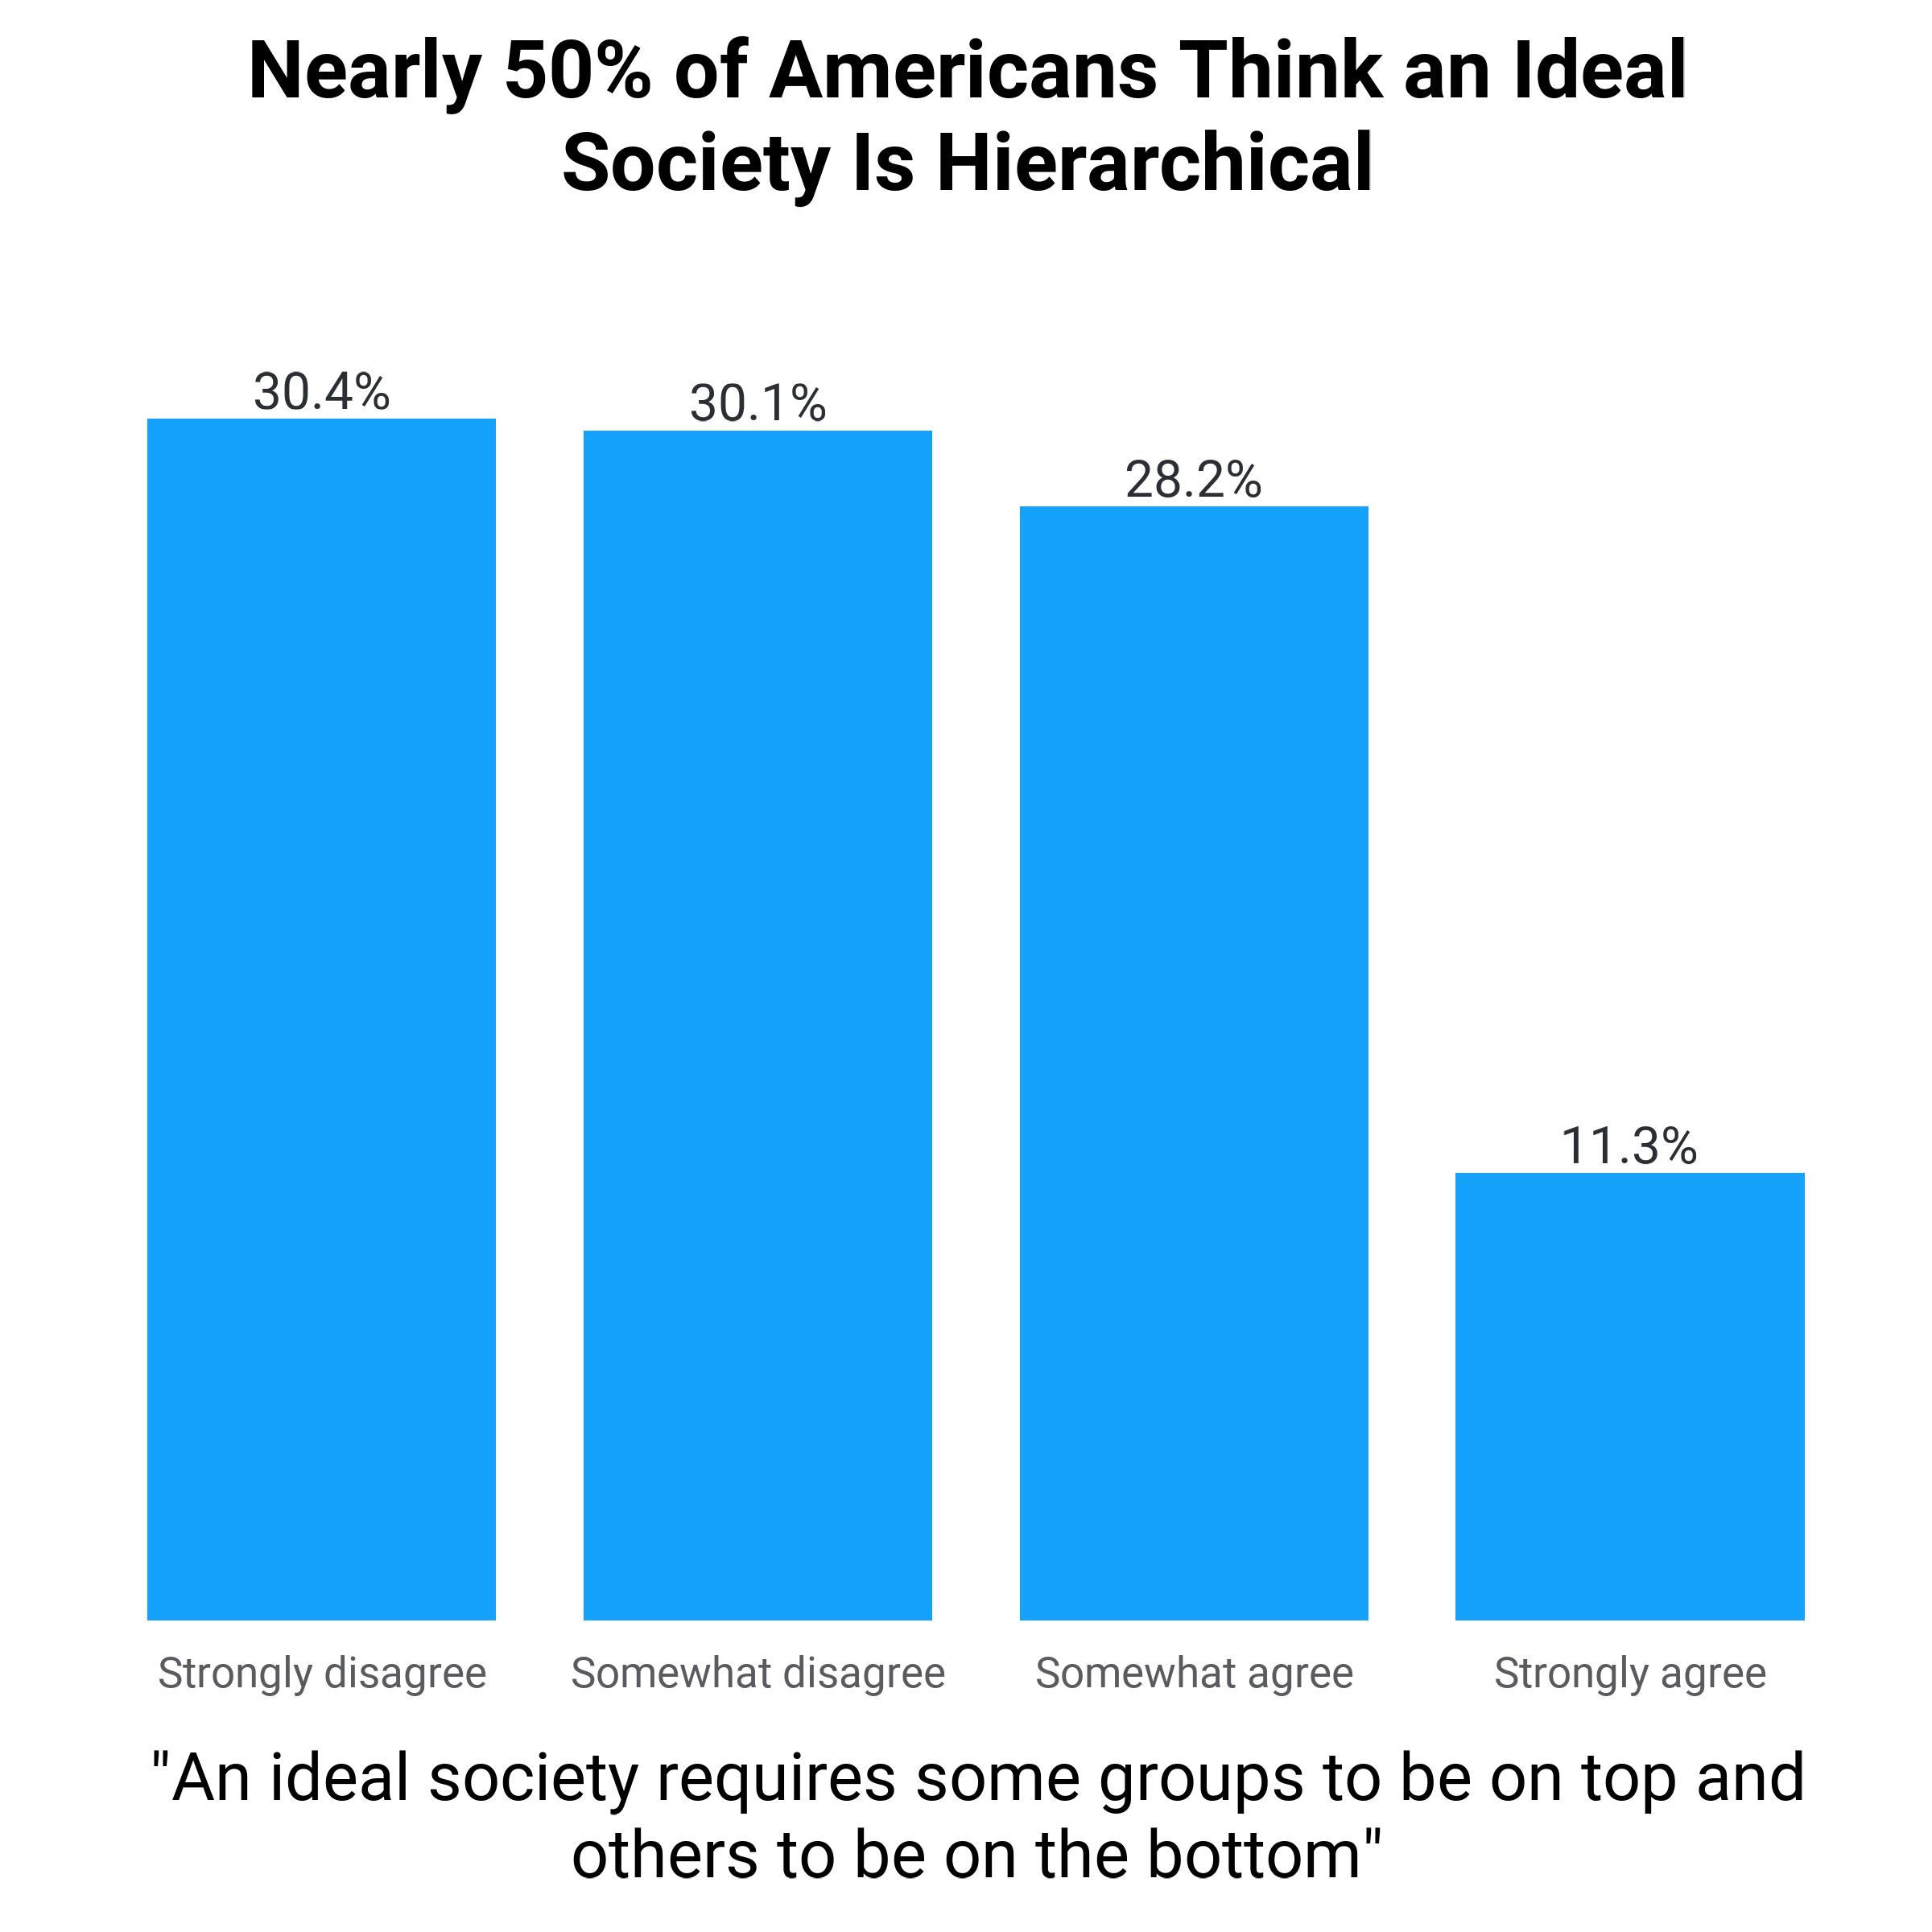 Nearly 50% of Americans Think an Ideal
Society Is Hierarchical
30.4%
30.1%
28.2%
11.3%
Strongly disagree
Somewhat disagree
Somewhat agree
Strongly agree
"An ideal society requires some groups to be on top and
others to be on the bottom"